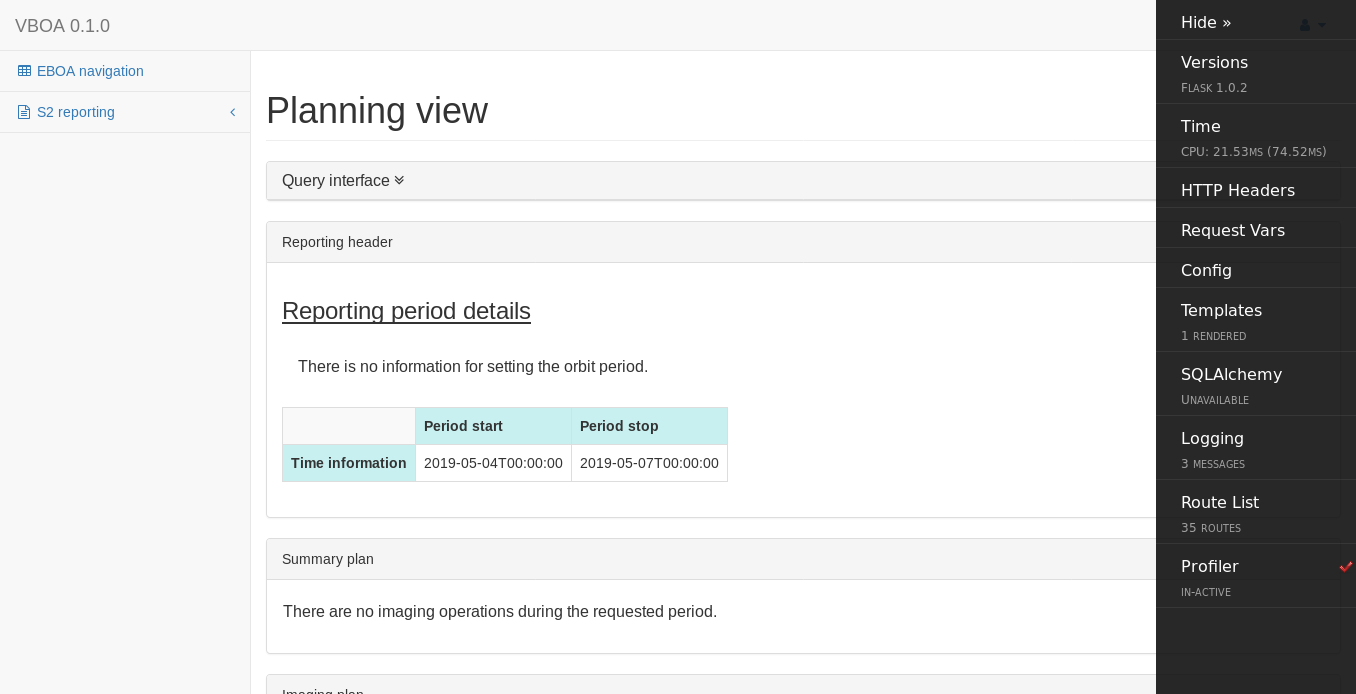 VBOA 0.1.0
EBOA navigation
S2 reporting
Planning view
Query interface
Reporting header
Reporting period details
There is no information for setting the orbit period.
Period start Period stop
Time information 2019-05-04T00:00:00 2019-05-07T00:00:00
Summary plan
There are no imaging operations during the requested period.
Imaging plan
Hide »
Versions
Flask 1.0.2
Time
CPU: 21.53ms (74.52ms)
HTTP Headers
Request Vars
Config
Templates
1 rendered
SQLAlchemy
Unavailable
Logging
3 messages
Route List
35 routes
Profiler
in-active